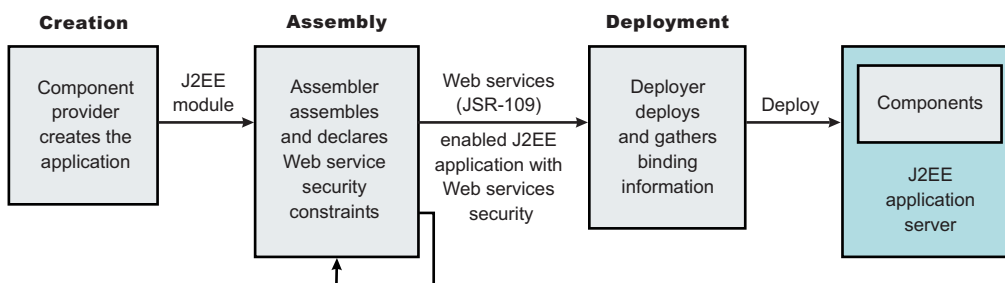 Creation
Assembly
Deployment
Component
provider
creates the
application
J2EE
module
Assembler
assembles
and declares
Web service
security
constraints
Web services
(JSR-109)
enabled J2EE
application with
Web services
security
Deployer
deploys
and gathers
binding
information
Deploy
Components
J2EE
application
server